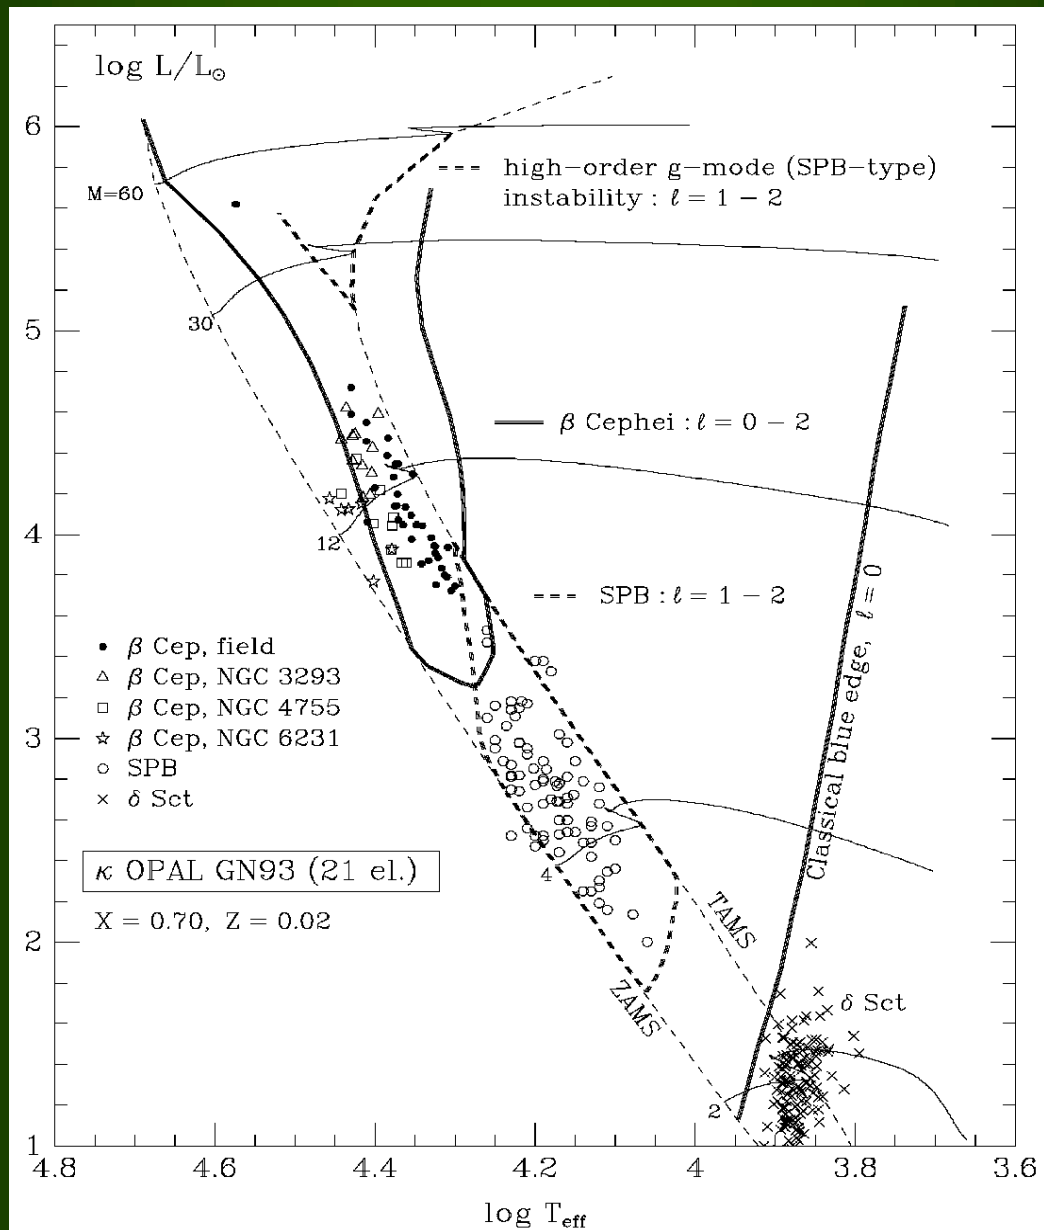 log L/L⊙
6
5
4
3
2
1
M=60
30
12
4
2
high−order g−mode (SPB−type)
instability : ℓ = 1 − 2
β Cephei : ℓ = 0 − 2
SPB : ℓ = 1 − 2
Classical blue edge, ℓ = 0
β Cep, field
β Cep, NGC 3293
β Cep, NGC 4755
β Cep, NGC 6231
SPB
δ Sct
κ OPAL GN93 (21 el.)
X = 0.70, Z = 0.02
TAMS
ZAMS
δ Sct
4.8 4.6 4.4 4.2 4 3.8 3.6
log Teff